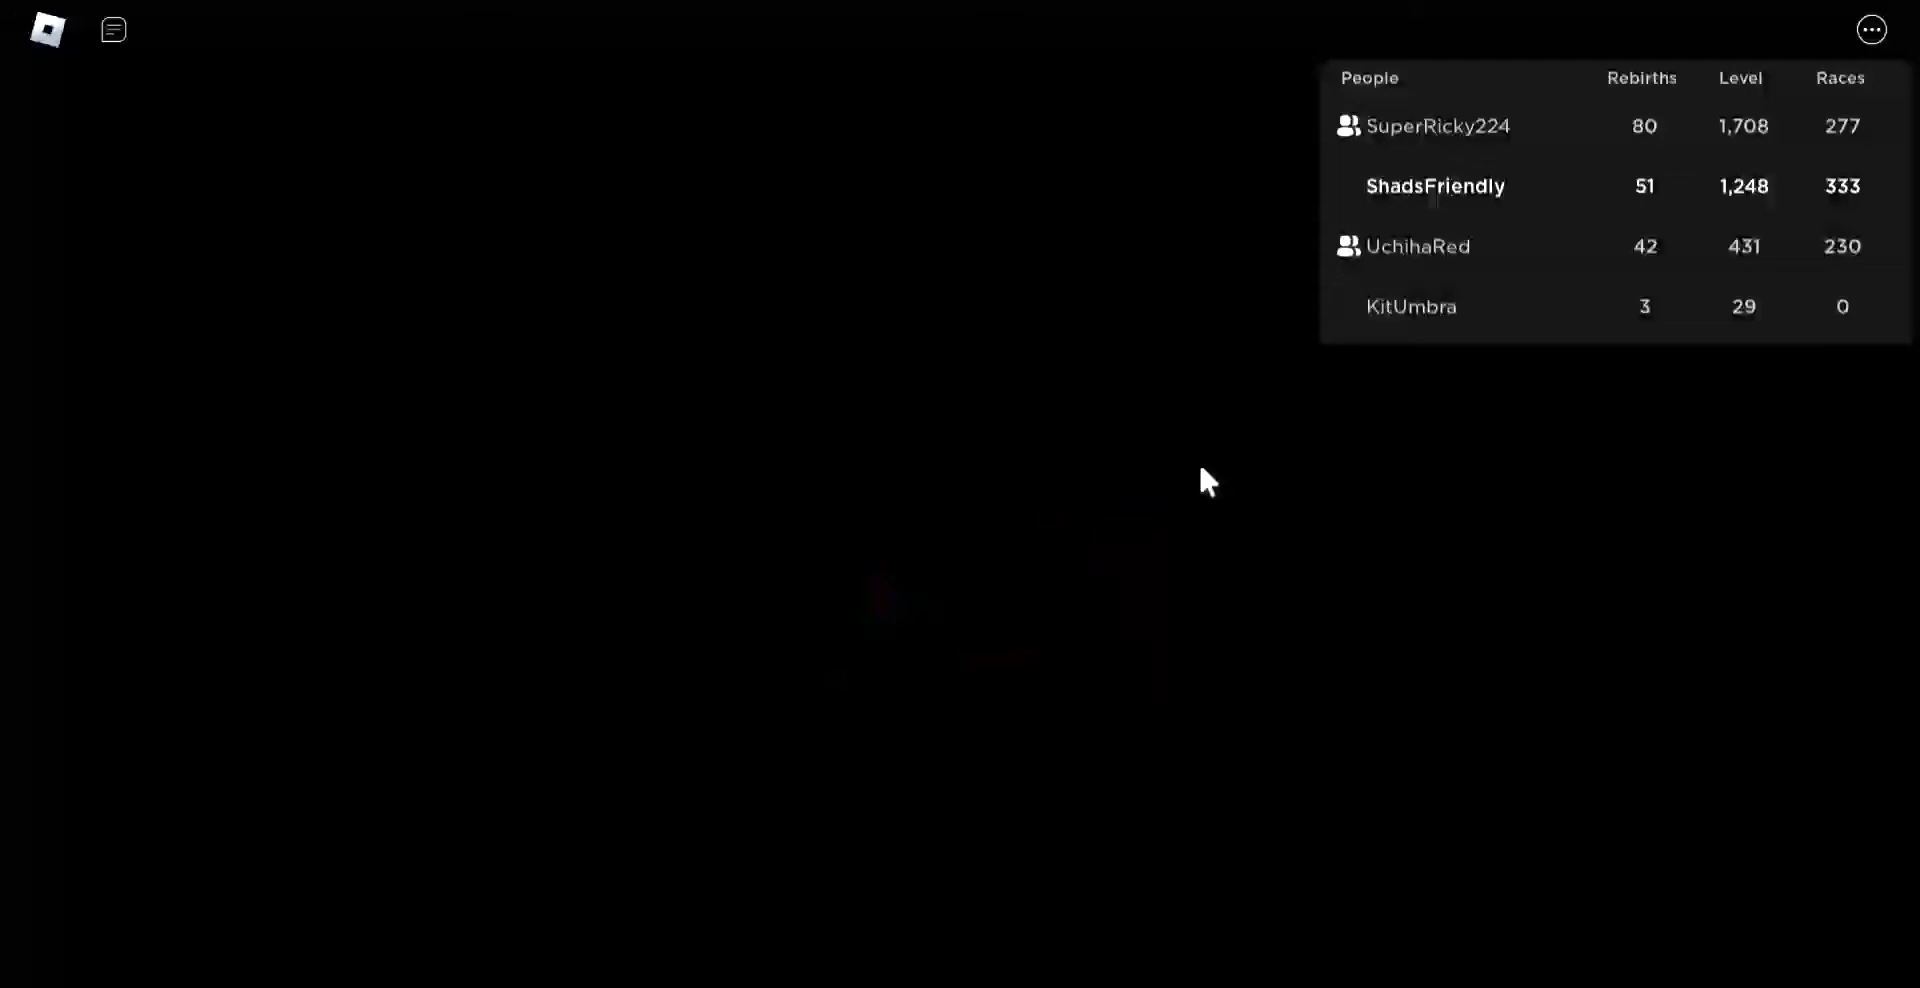 People Rebirths Level Races
SuperRicky224 80 1,708 277
ShadsFriendly 51 1,248 333
UchihaRed 42 431 230
KitUmbra 3 29 0